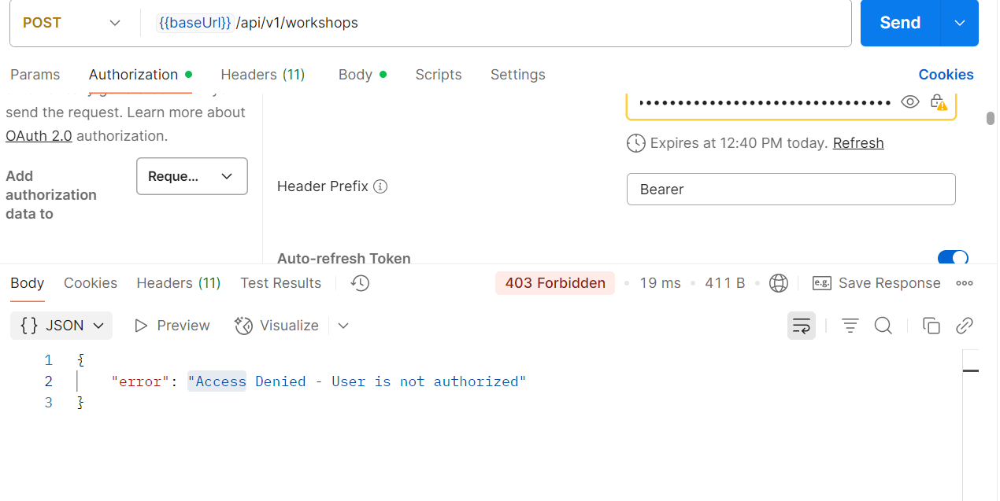 POST
{{baseUrl}} /api/v1/workshops
Send
Params
Authorization
Headers (11)
Body
Scripts
Settings
Cookies
send the request. Learn more about
OAuth 2.0 authorization.
Add
authorization
data to
Reque...
••••••••••••••••••••••••••••••••
Expires at 12:40 PM today. Refresh
Header Prefix
Bearer
Auto-refresh Token
Body
Cookies
Headers (11)
Test Results
403 Forbidden
19 ms
411 B
e.g.
Save Response
{} JSON
Preview
Visualize
1 {
2 "error": "Access Denied - User is not authorized"
3 }